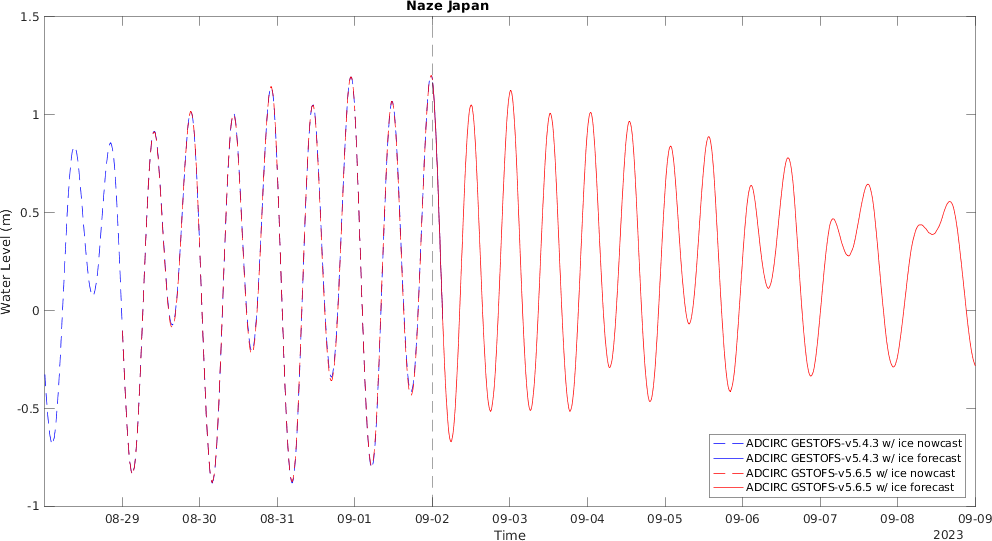 Naze Japan
1.5
1
0.5
0
-0.5
-1
Water Level (m)
ADCIRC GESTOFS-v5.4.3 w/ ice nowcast
ADCIRC GESTOFS-v5.4.3 w/ ice forecast
ADCIRC GSTOFS-v5.6.5 w/ ice nowcast
ADCIRC GSTOFS-v5.6.5 w/ ice forecast
08-29 08-30 08-31 09-01 09-02 09-03 09-04 09-05 09-06 09-07 09-08 09-09
Time
2023